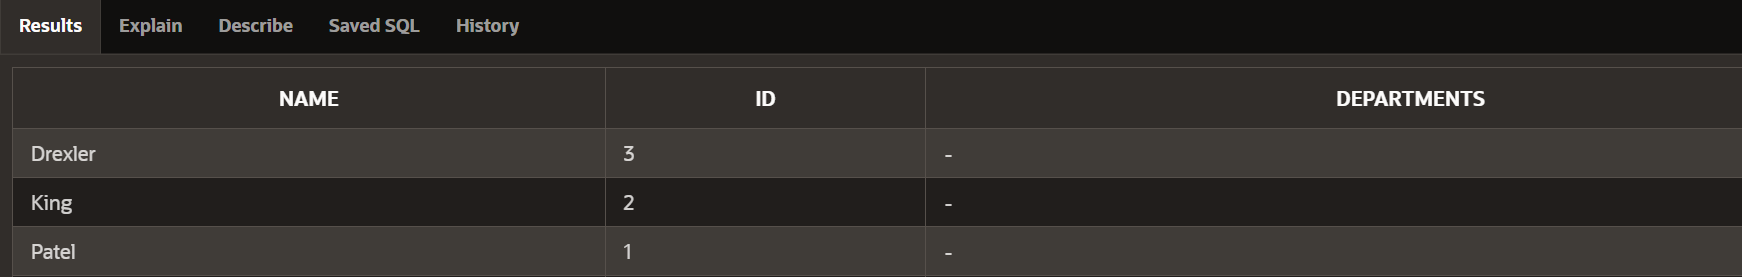 Results Explain Describe Saved SQL History
NAME ID DEPARTMENTS
Drexler 3 -
King 2 -
Patel 1 -